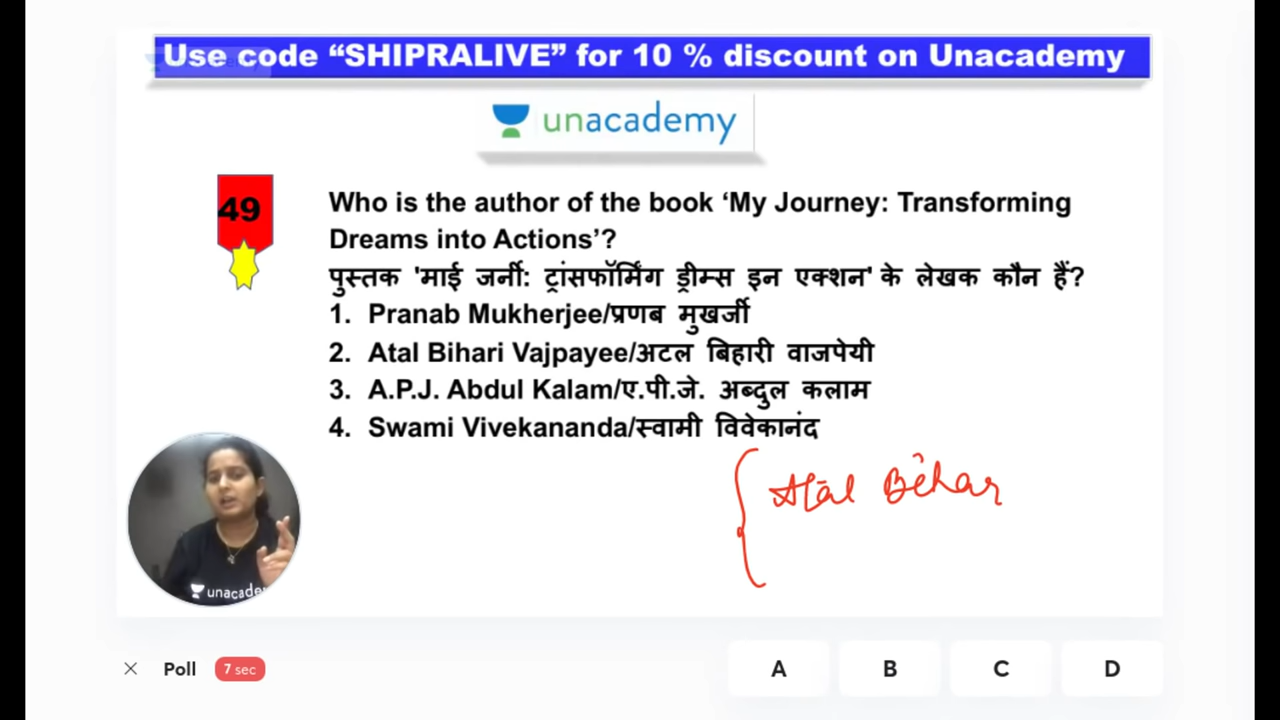 Use code “SHIPRALIVE” for 10 % discount on Unacademy
unacademy
49
Who is the author of the book ‘My Journey: Transforming
Dreams into Actions’?
पुस्तक 'माई जर्नी: ट्रांसफॉर्मिंग ड्रीम्स इन एक्शन' के लेखक कौन हैं?
1. Pranab Mukherjee/प्रणब मुखर्जी
2. Atal Bihari Vajpayee/अटल बिहारी वाजपेयी
3. A.P.J. Abdul Kalam/ए.पी.जे. अब्दुल कलाम
4. Swami Vivekananda/स्वामी विवेकानंद
Atal Bihar
unacade
× Poll 7 sec A B C D